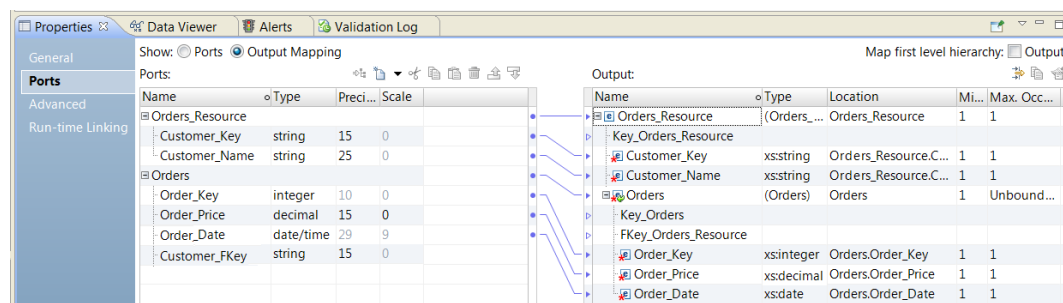 Properties Data Viewer Alerts Validation Log
General
Ports
Advanced
Run-time Linking
Show: Ports Output Mapping
Map first level hierarchy: Output
Ports:
Output:
Name Type Preci... Scale
Orders_Resource
Customer_Key string 15 0
Customer_Name string 25 0
Orders
Order_Key integer 10 0
Order_Price decimal 15 0
Order_Date date/time 29 9
Customer_FKey string 15 0
Name Type Location Mi... Max. Occ...
Orders_Resource (Orders_... Orders_Resource 1 1
Key_Orders_Resource
Customer_Key xs:string Orders_Resource.C... 1 1
Customer_Name xs:string Orders_Resource.C... 1 1
Orders (Orders) Orders 1 Unbound...
Key_Orders
FKey_Orders_Resource
Order_Key xs:integer Orders.Order_Key 1 1
Order_Price xs:decimal Orders.Order_Price 1 1
Order_Date xs:date Orders.Order_Date 1 1